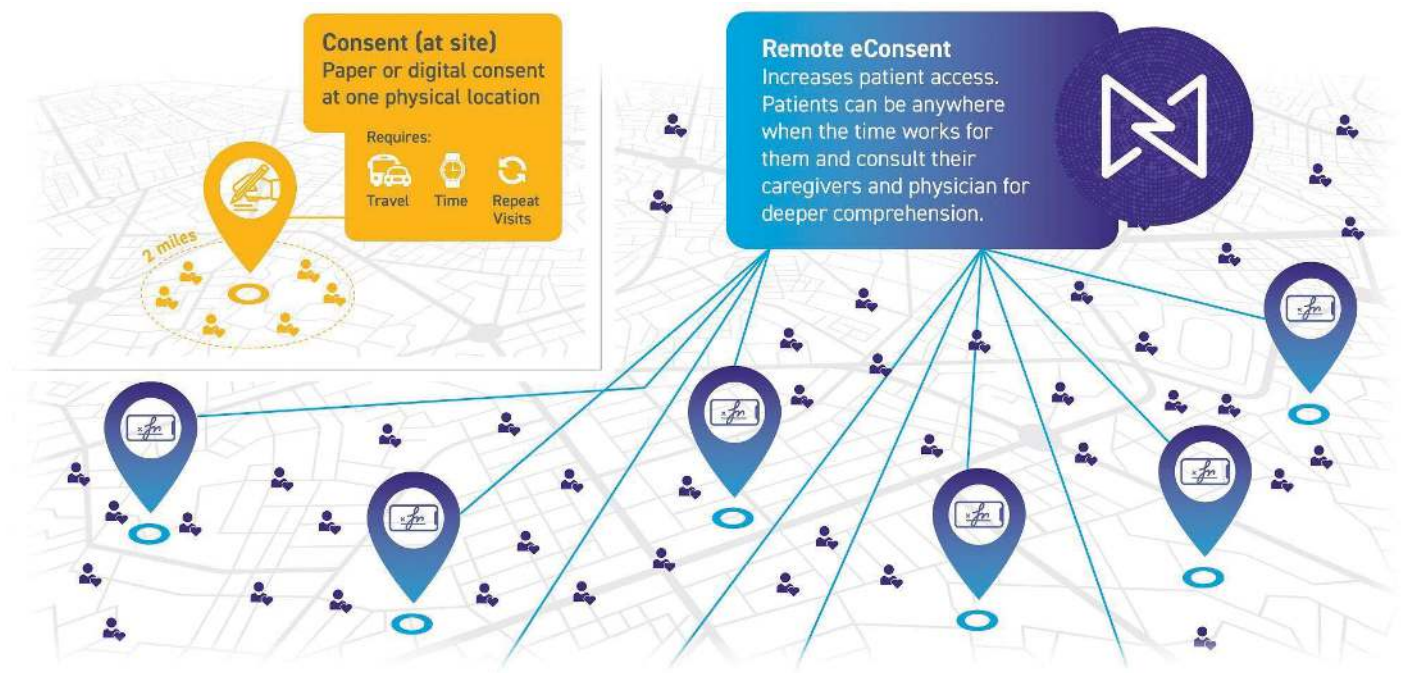 Consent (at site)
Paper or digital consent
at one physical location
Requires:
Travel
Time
Repeat
Visits
2 miles
Remote eConsent
Increases patient access.
Patients can be anywhere
when the time works for
them and consult their
caregivers and physician for
deeper comprehension.